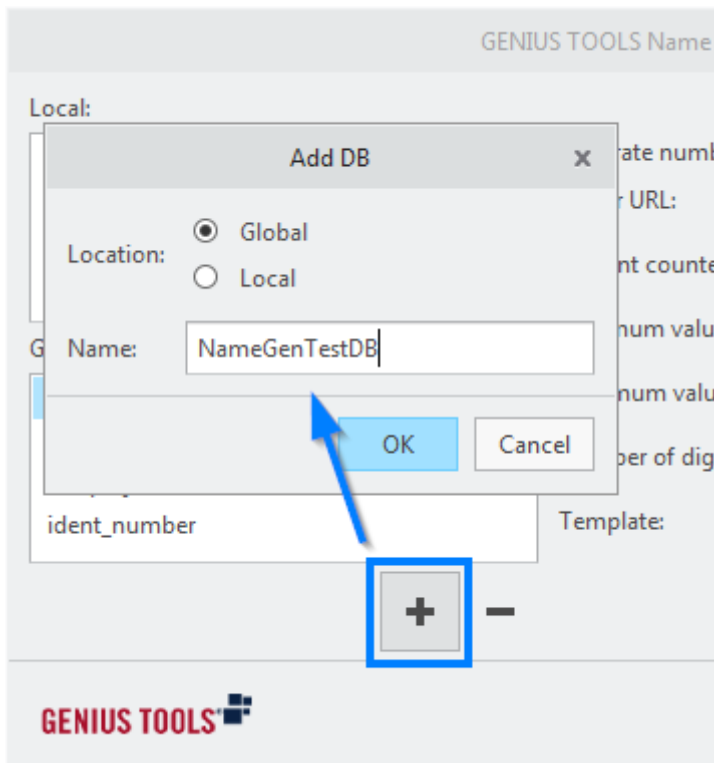 GENIUS TOOLS Name
Local:
Add DB
Location:
Global
Local
Name:
NameGenTestDB
OK
Cancel
URL:
Template:
ident_number
GENIUS TOOLS